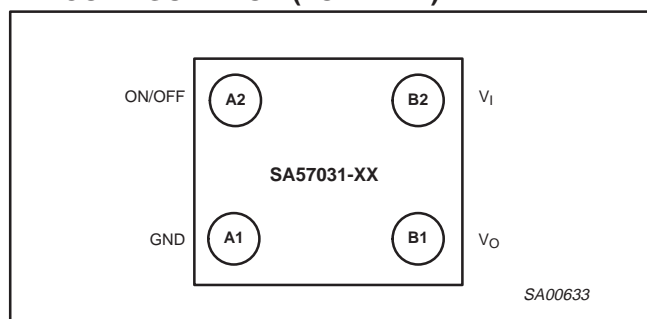 ON/OFF A2 B2 VI
SA57031-XX
GND A1 B1 VO
SA00633